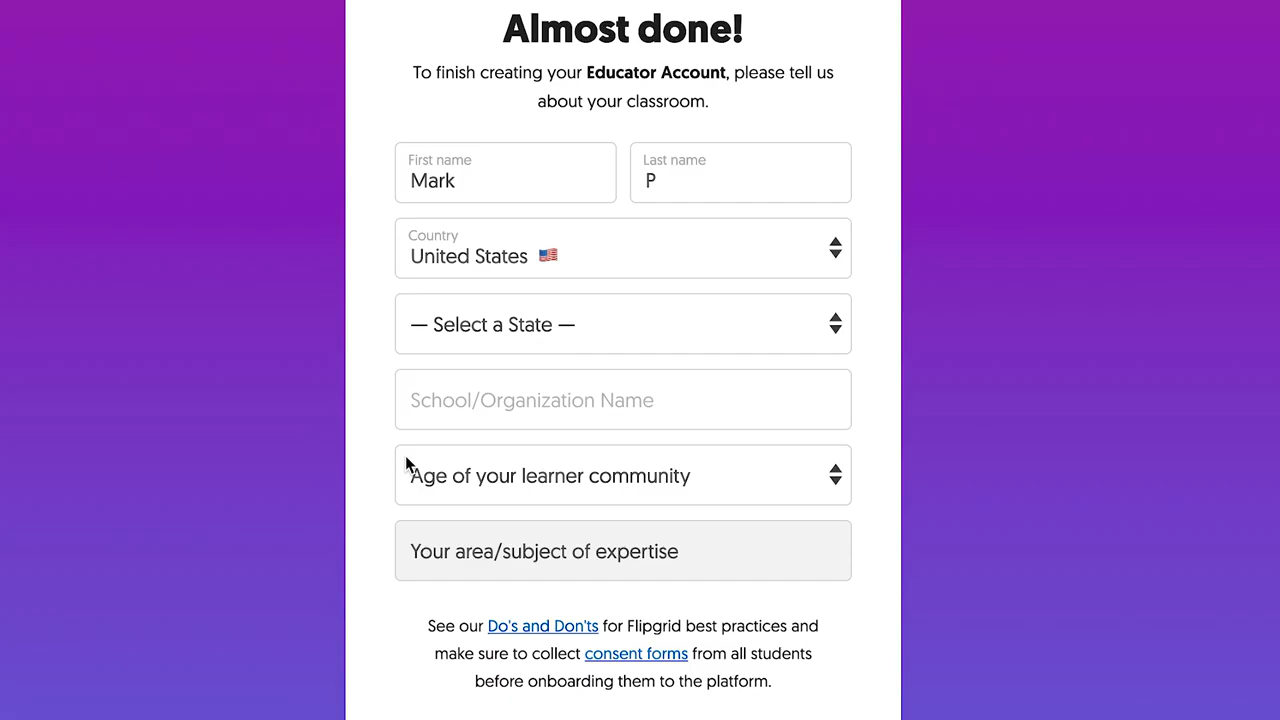 Almost done!
To finish creating your Educator Account, please tell us
about your classroom.
First name
Last name
Mark
P
Country
United States 🇺🇸
— Select a State —
School/Organization Name
Age of your learner community
Your area/subject of expertise
See our Do's and Don'ts for Flipgrid best practices and
make sure to collect consent forms from all students
before onboarding them to the platform.